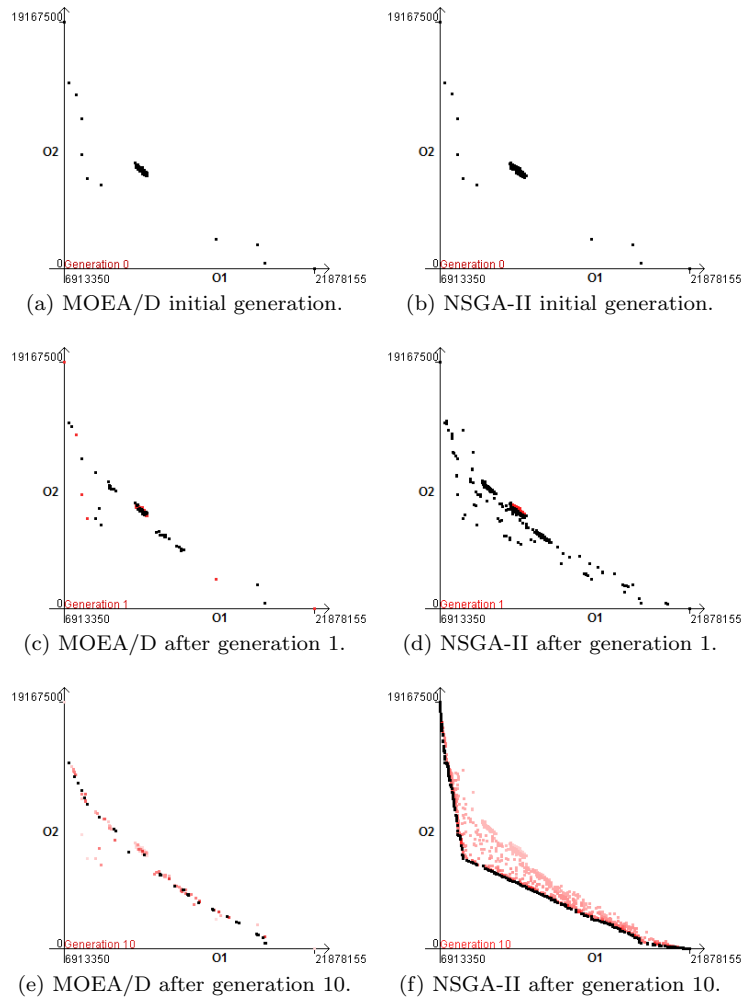 19167500
O2
0
Generation 0
6913350
O1
21878155
(a) MOEA/D initial generation.
19167500
O2
0
Generation 0
6913350
O1
21878155
(b) NSGA-II initial generation.
19167500
O2
0
Generation 1
6913350
O1
21878155
(c) MOEA/D after generation 1.
19167500
O2
0
Generation 1
6913350
O1
21878155
(d) NSGA-II after generation 1.
19167500
O2
0
Generation 10
6913350
O1
21878155
(e) MOEA/D after generation 10.
19167500
O2
0
Generation 10
6913350
O1
21878155
(f) NSGA-II after generation 10.